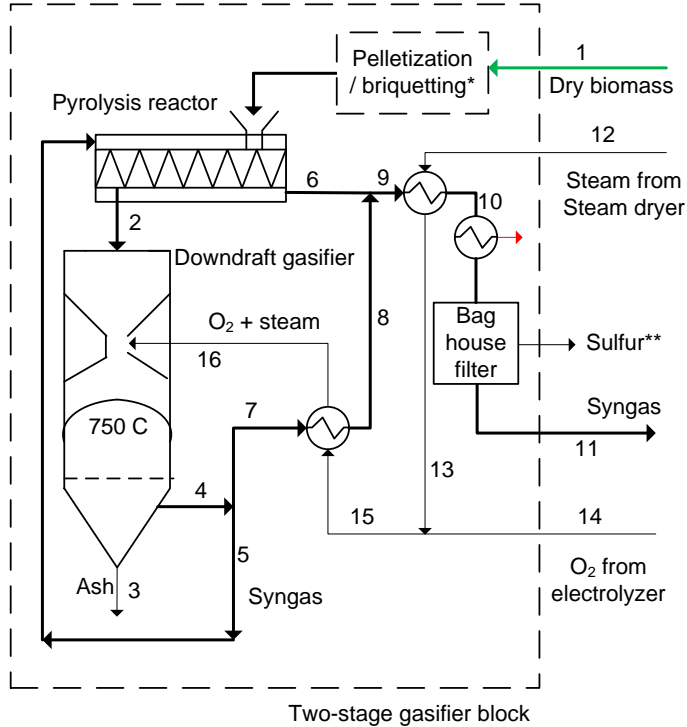 Pelletization
/ briquetting*
1
Dry biomass
Pyrolysis reactor
12
6
9
Steam from
Steam dryer
10
2
Downdraft gasifier
O2 + steam
8
Bag
house
filter
Sulfur**
16
7
Syngas
750 C
11
4
13
15
14
5
O2 from
electrolyzer
Ash
3
Syngas
Two-stage gasifier block